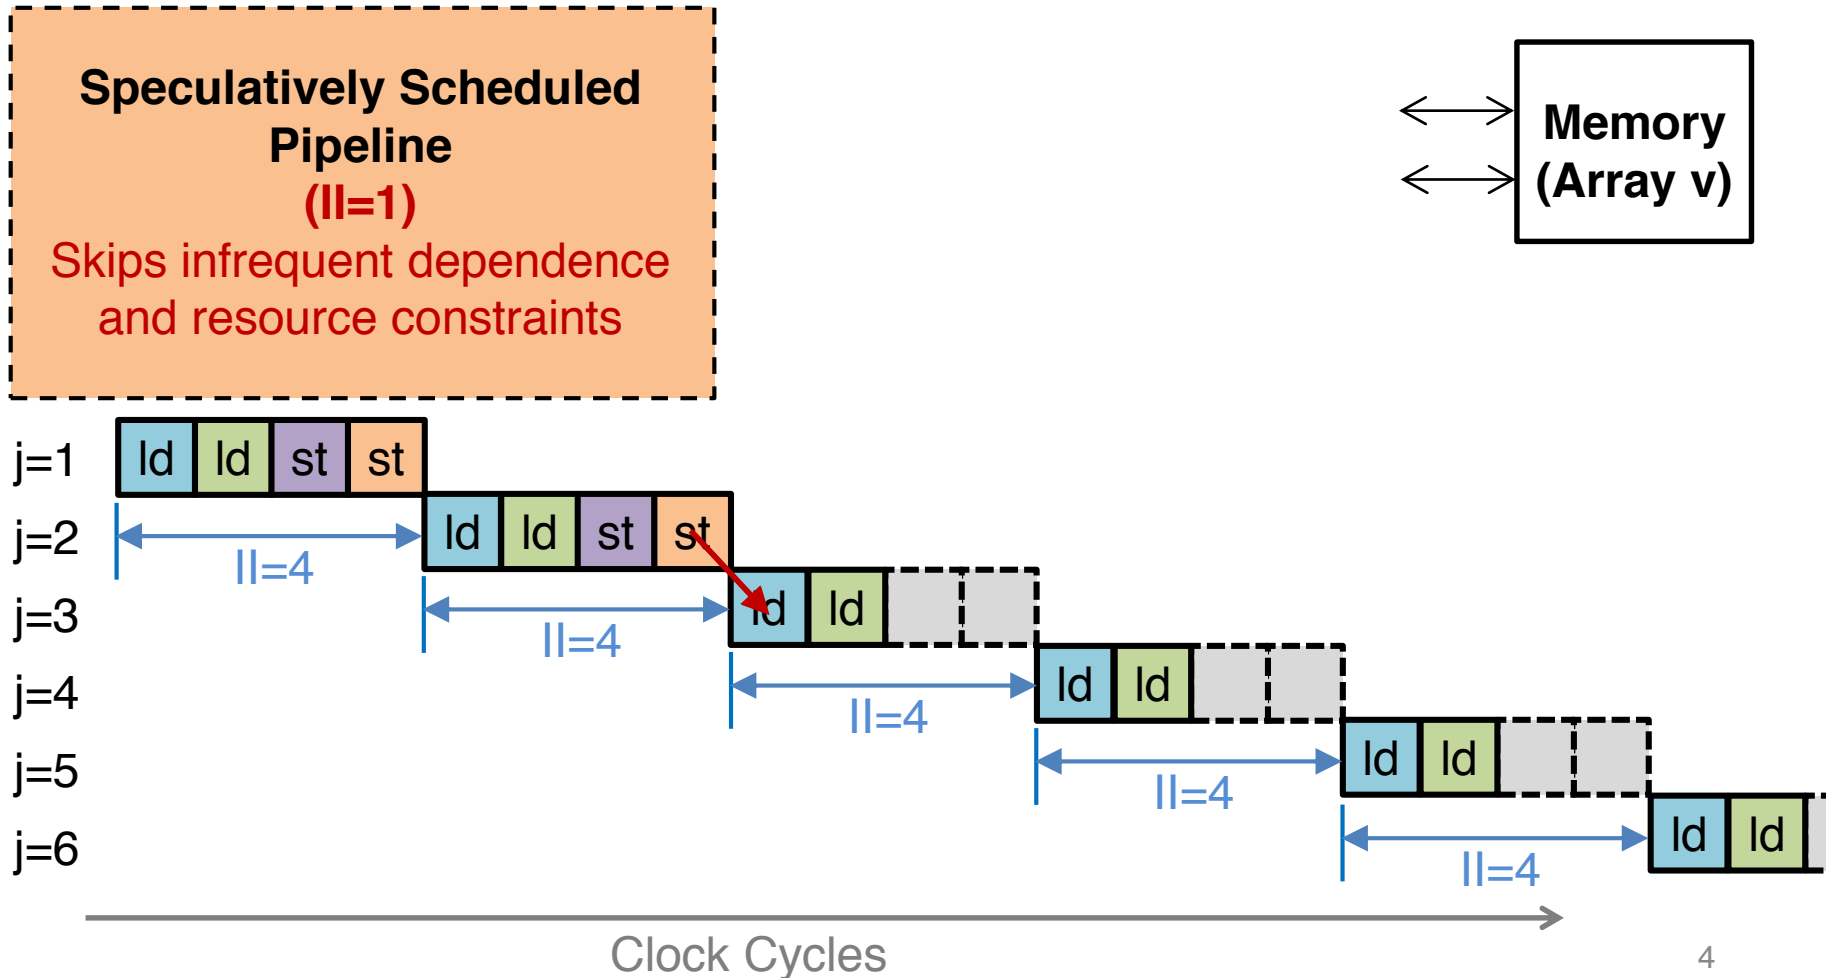 Speculatively Scheduled
Pipeline
(II=1)
Skips infrequent dependence
and resource constraints
Memory
(Array v)
j=1 ld ld st st
j=2 II=4 ld ld st st
j=3 II=4 ld ld
j=4 II=4 ld ld
j=5 II=4 ld ld
j=6 II=4 ld ld
Clock Cycles
4